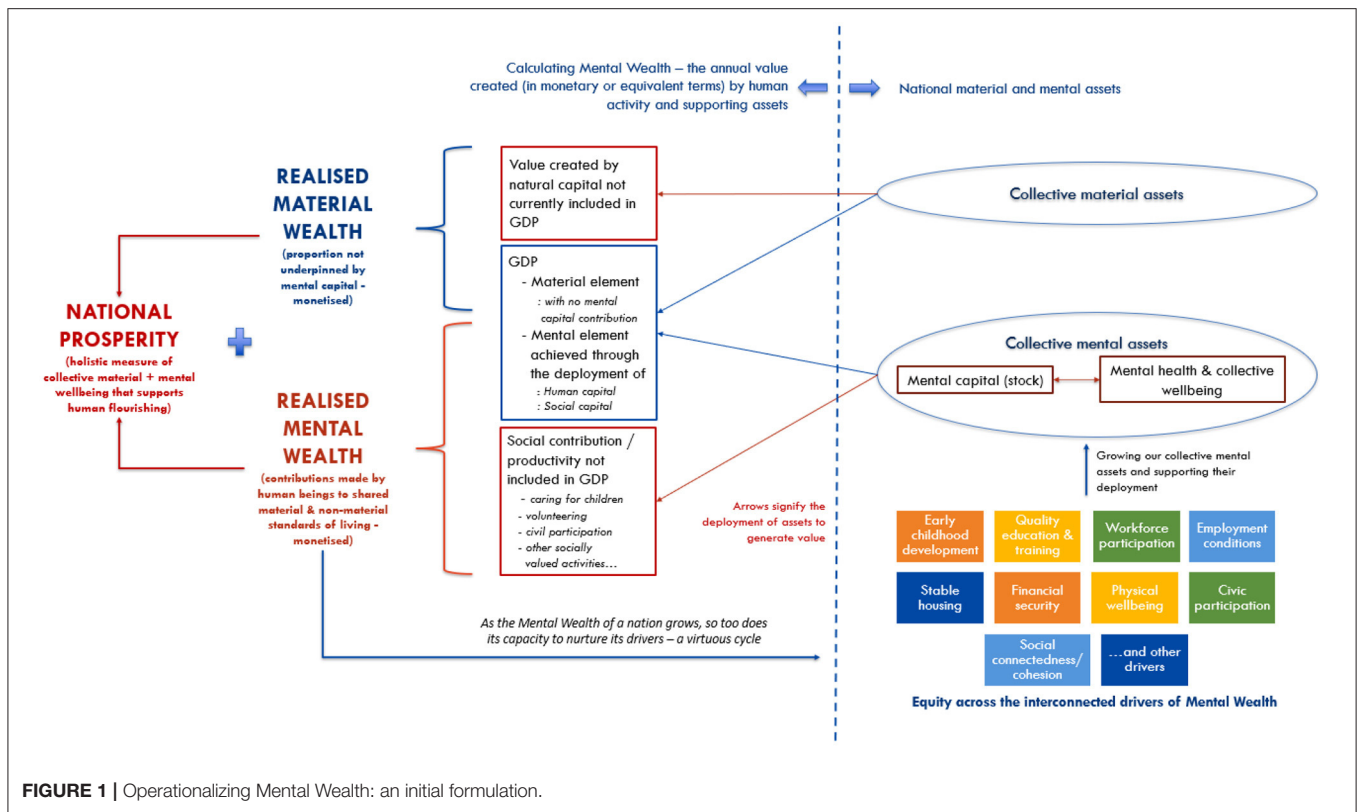 Calculating Mental Wealth – the annual value
created (in monetary or equivalent terms) by human
activity and supporting assets
National material and mental assets
NATIONAL
PROSPERITY
(holistic measure of
collective material + mental
wellbeing that supports
human flourishing)
REALISED
MATERIAL
WEALTH
(proportion not
underpinned by
mental capital -
monetised)
REALISED
MENTAL
WEALTH
(contributions made by
human beings to shared
material & non-material
standards of living -
monetised)
Value created by
natural capital not
currently included in
GDP
GDP
- Material element
: with no mental
capital contribution
- Mental element
achieved through
the deployment of
: Human capital
: Social capital
Social contribution /
productivity not
included in GDP
- caring for children
- volunteering
- civil participation
- other socially
valued activities…
Arrows signify the
deployment of assets to
generate value
As the Mental Wealth of a nation grows, so too does
its capacity to nurture its drivers – a virtuous cycle
Collective material assets
Collective mental assets
Mental capital (stock)
Mental health & collective
wellbeing
Growing our collective mental
assets and supporting their
deployment
Early
childhood
development
Quality
education &
training
Workforce
participation
Employment
conditions
Stable
housing
Financial
security
Physical
wellbeing
Civic
participation
Social
connectedness/
cohesion
…and other
drivers
Equity across the interconnected drivers of Mental Wealth
FIGURE 1 | Operationalizing Mental Wealth: an initial formulation.